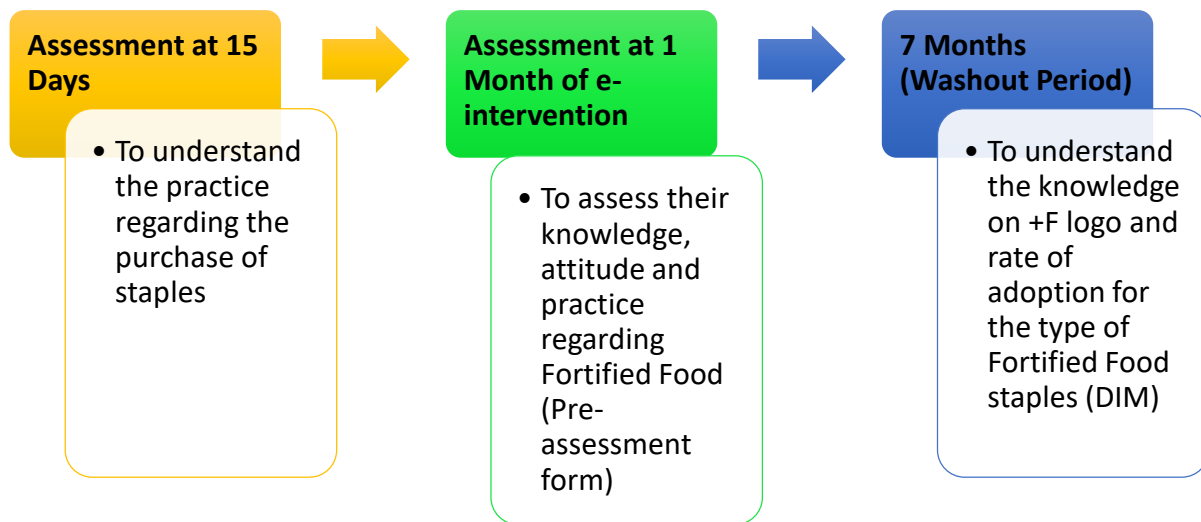 Assessment at 15
Days
• To understand
the practice
regarding the
purchase of
staples
Assessment at 1
Month of e-
intervention
• To assess their
knowledge,
attitude and
practice
regarding
Fortified Food
(Pre-
assessment
form)
7 Months
(Washout Period)
• To understand
the knowledge
on +F logo and
rate of
adoption for
the type of
Fortified Food
staples (DIM)